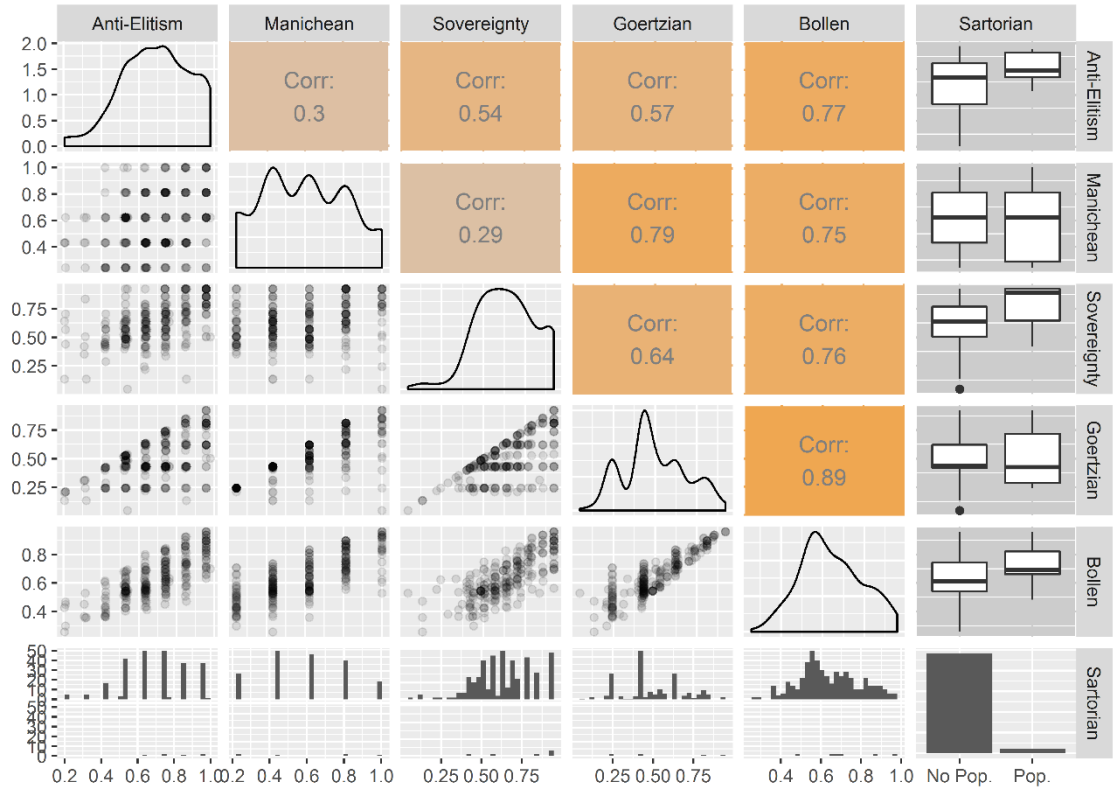 Anti-Elitism Manichean Sovereignty Goertzian Bollen Sartorian
2.0
1.5
1.0
0.5
0.0
Corr:
0.3
Corr:
0.54
Corr:
0.57
Corr:
0.77
Anti-Elitism
1.0
0.8
0.6
0.4
Corr:
0.29
Corr:
0.79
Corr:
0.75
Manichean
0.75
0.50
0.25
Corr:
0.64
Corr:
0.76
Sovereignty
0.75
0.50
0.25
Corr:
0.89
Goertzian
0.8
0.6
0.4
Bollen
50
40
30
20
10
0
50
40
30
20
10
0
Sartorian
0.2 0.4 0.6 0.8 1.0 0.4 0.6 0.8 1.0 0.25 0.50 0.75 0.25 0.50 0.75 0.4 0.6 0.8 1.0 No Pop. Pop.